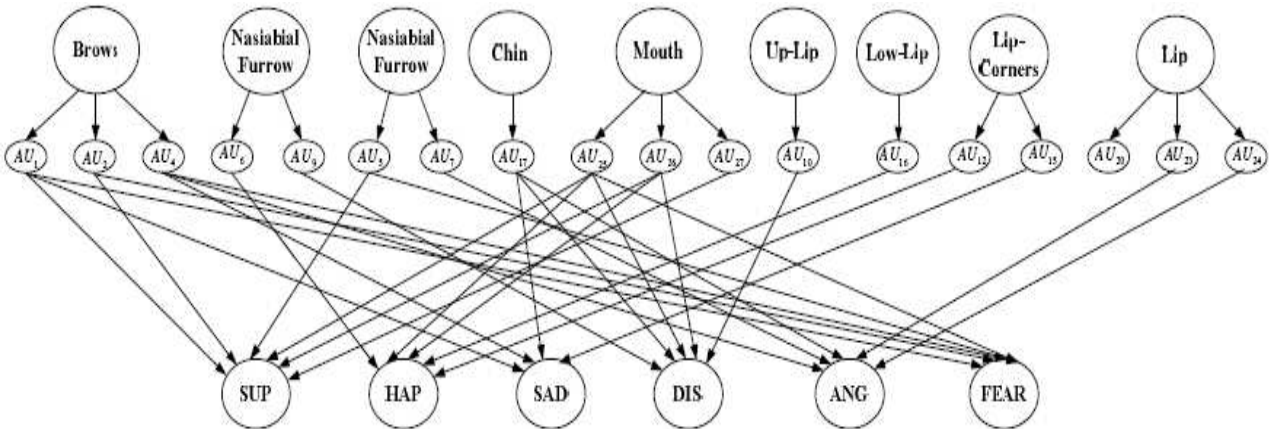 Brows
Nasiabial
Furrow
Nasiabial
Furrow
Chin
Mouth
Up-Lip
Low-Lip
Lip-
Corners
Lip
AU1 AU2 AU4 AU6 AU9 AU5 AU7 AU17 AU25 AU26 AU27 AU10 AU16 AU12 AU15 AU20 AU23 AU24
SUP HAP SAD DIS ANG FEAR